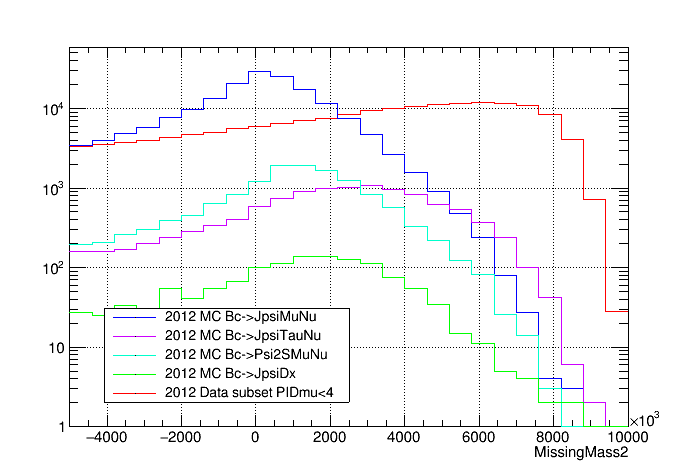 10⁴
10³
10²
10
1
2012 MC Bc->JpsiMuNu
2012 MC Bc->JpsiTauNu
2012 MC Bc->Psi2SMuNu
2012 MC Bc->JpsiDx
2012 Data subset PIDmu<4
−4000 −2000 0 2000 4000 6000 8000 10000 ×10³
MissingMass2